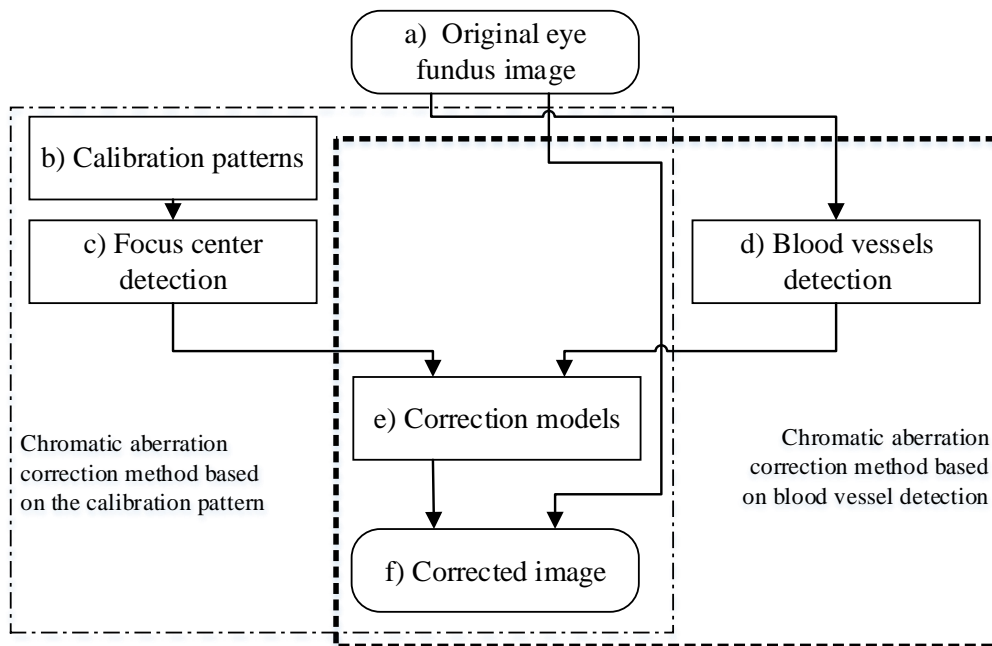 a) Original eye
fundus image
b) Calibration patterns
c) Focus center
detection
d) Blood vessels
detection
e) Correction models
Chromatic aberration
correction method based
on the calibration pattern
Chromatic aberration
correction method based
on blood vessel detection
f) Corrected image